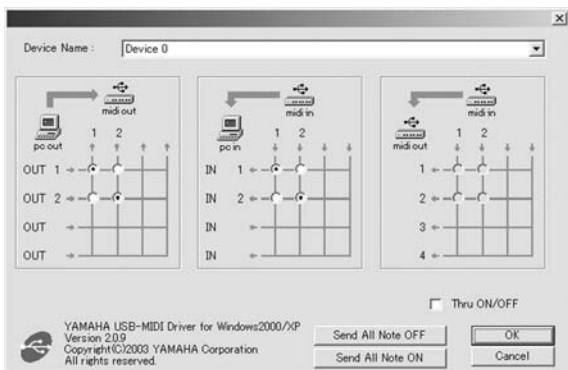 Device Name :
Device 0
midi out
pc out
1 2
OUT 1
OUT 2
OUT
OUT
midi in
pc in
1 2
IN 1
IN 2
IN
IN
midi in
midi out
1 2
1
2
3
4
Thru ON/OFF
YAMAHA USB-MIDI Driver for Windows2000/XP
Version 2.0.9
Copyright(C)2003 YAMAHA Corporation
All rights reserved.
Send All Note OFF
Send All Note ON
OK
Cancel